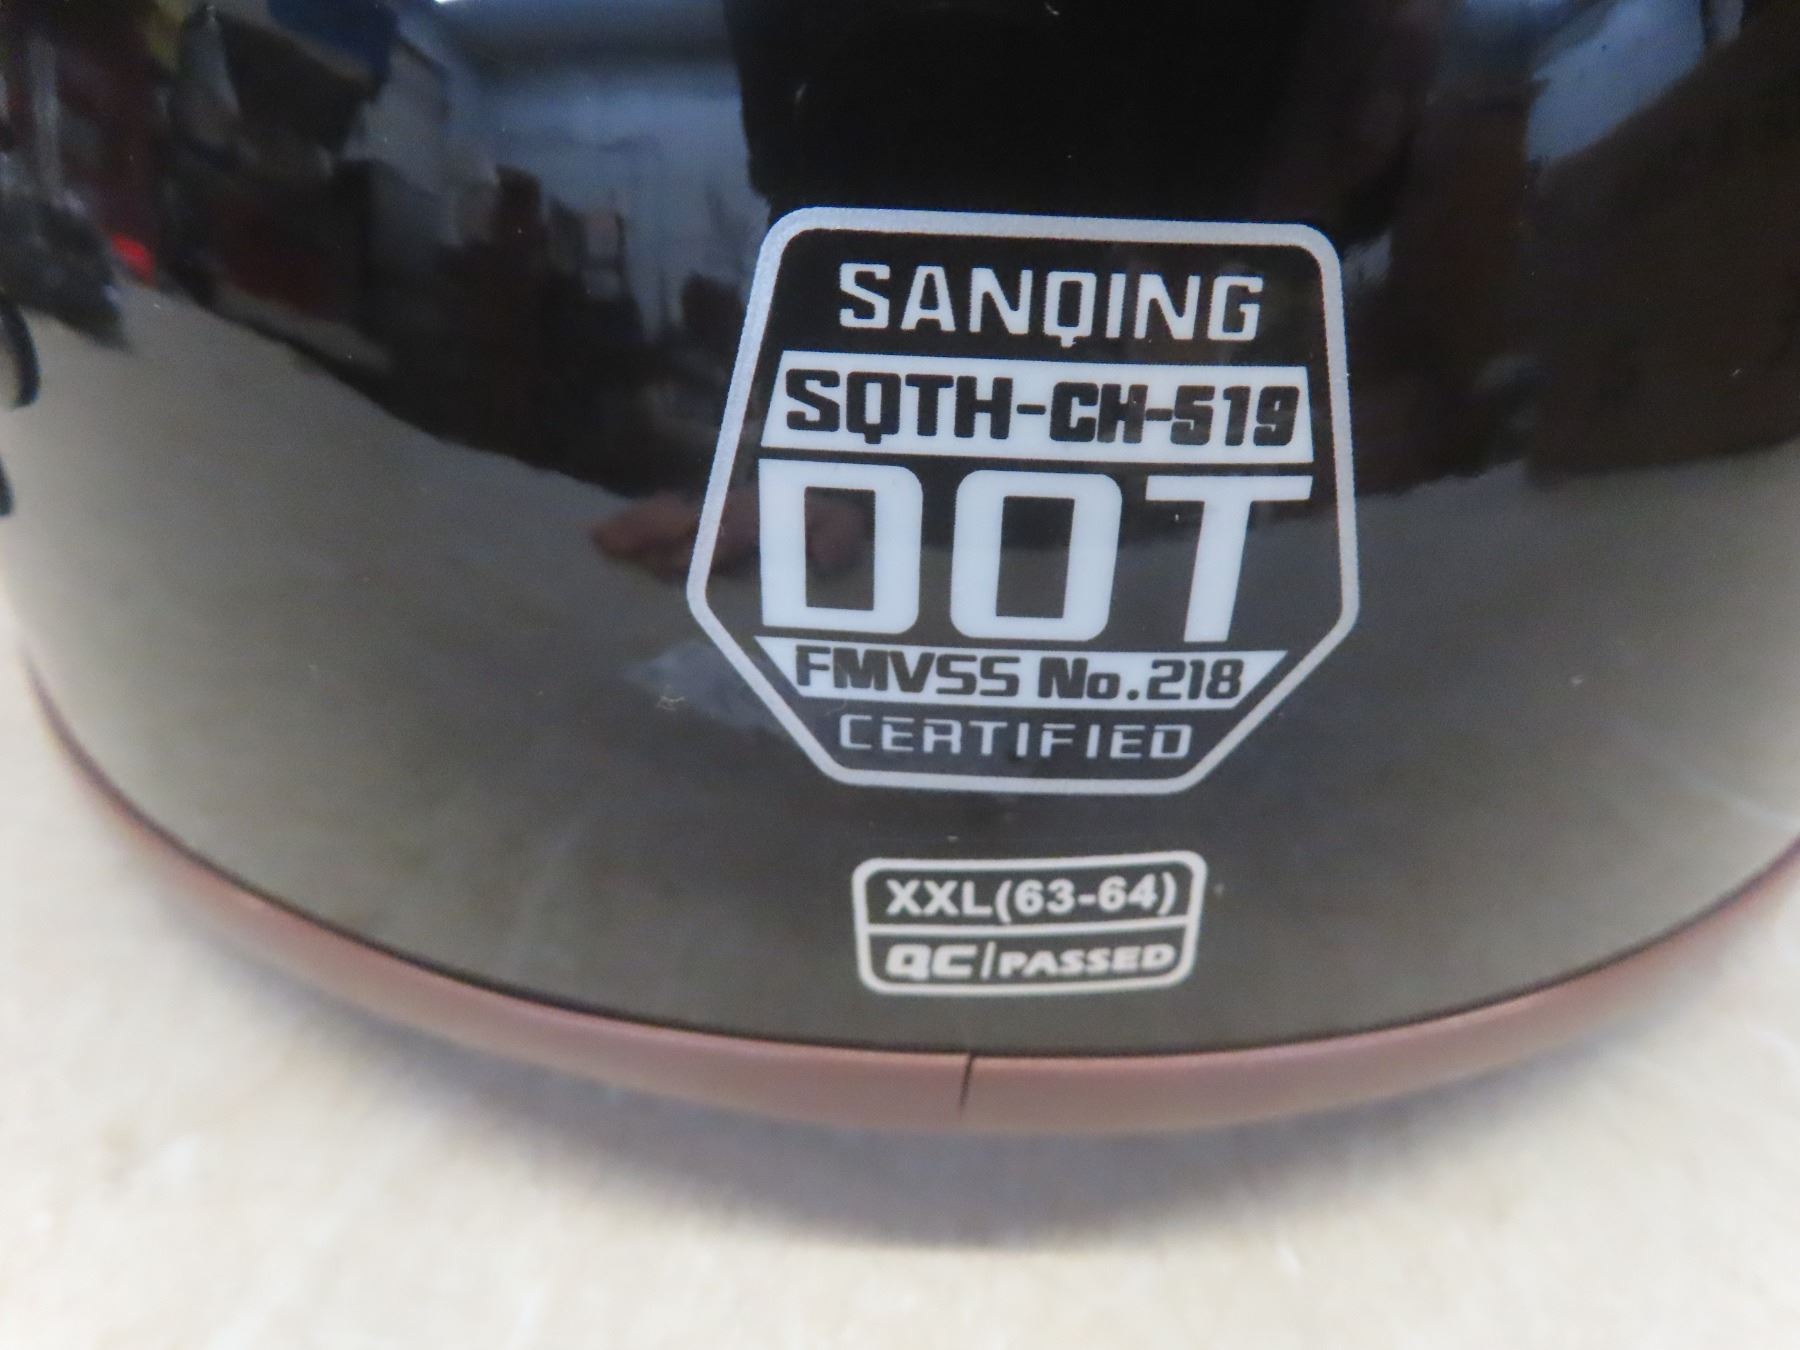 SANQING
SQTH-CH-519
DOT
FMVSS No.218
CERTIFIED
XXL(63-64)
QC/PASSED